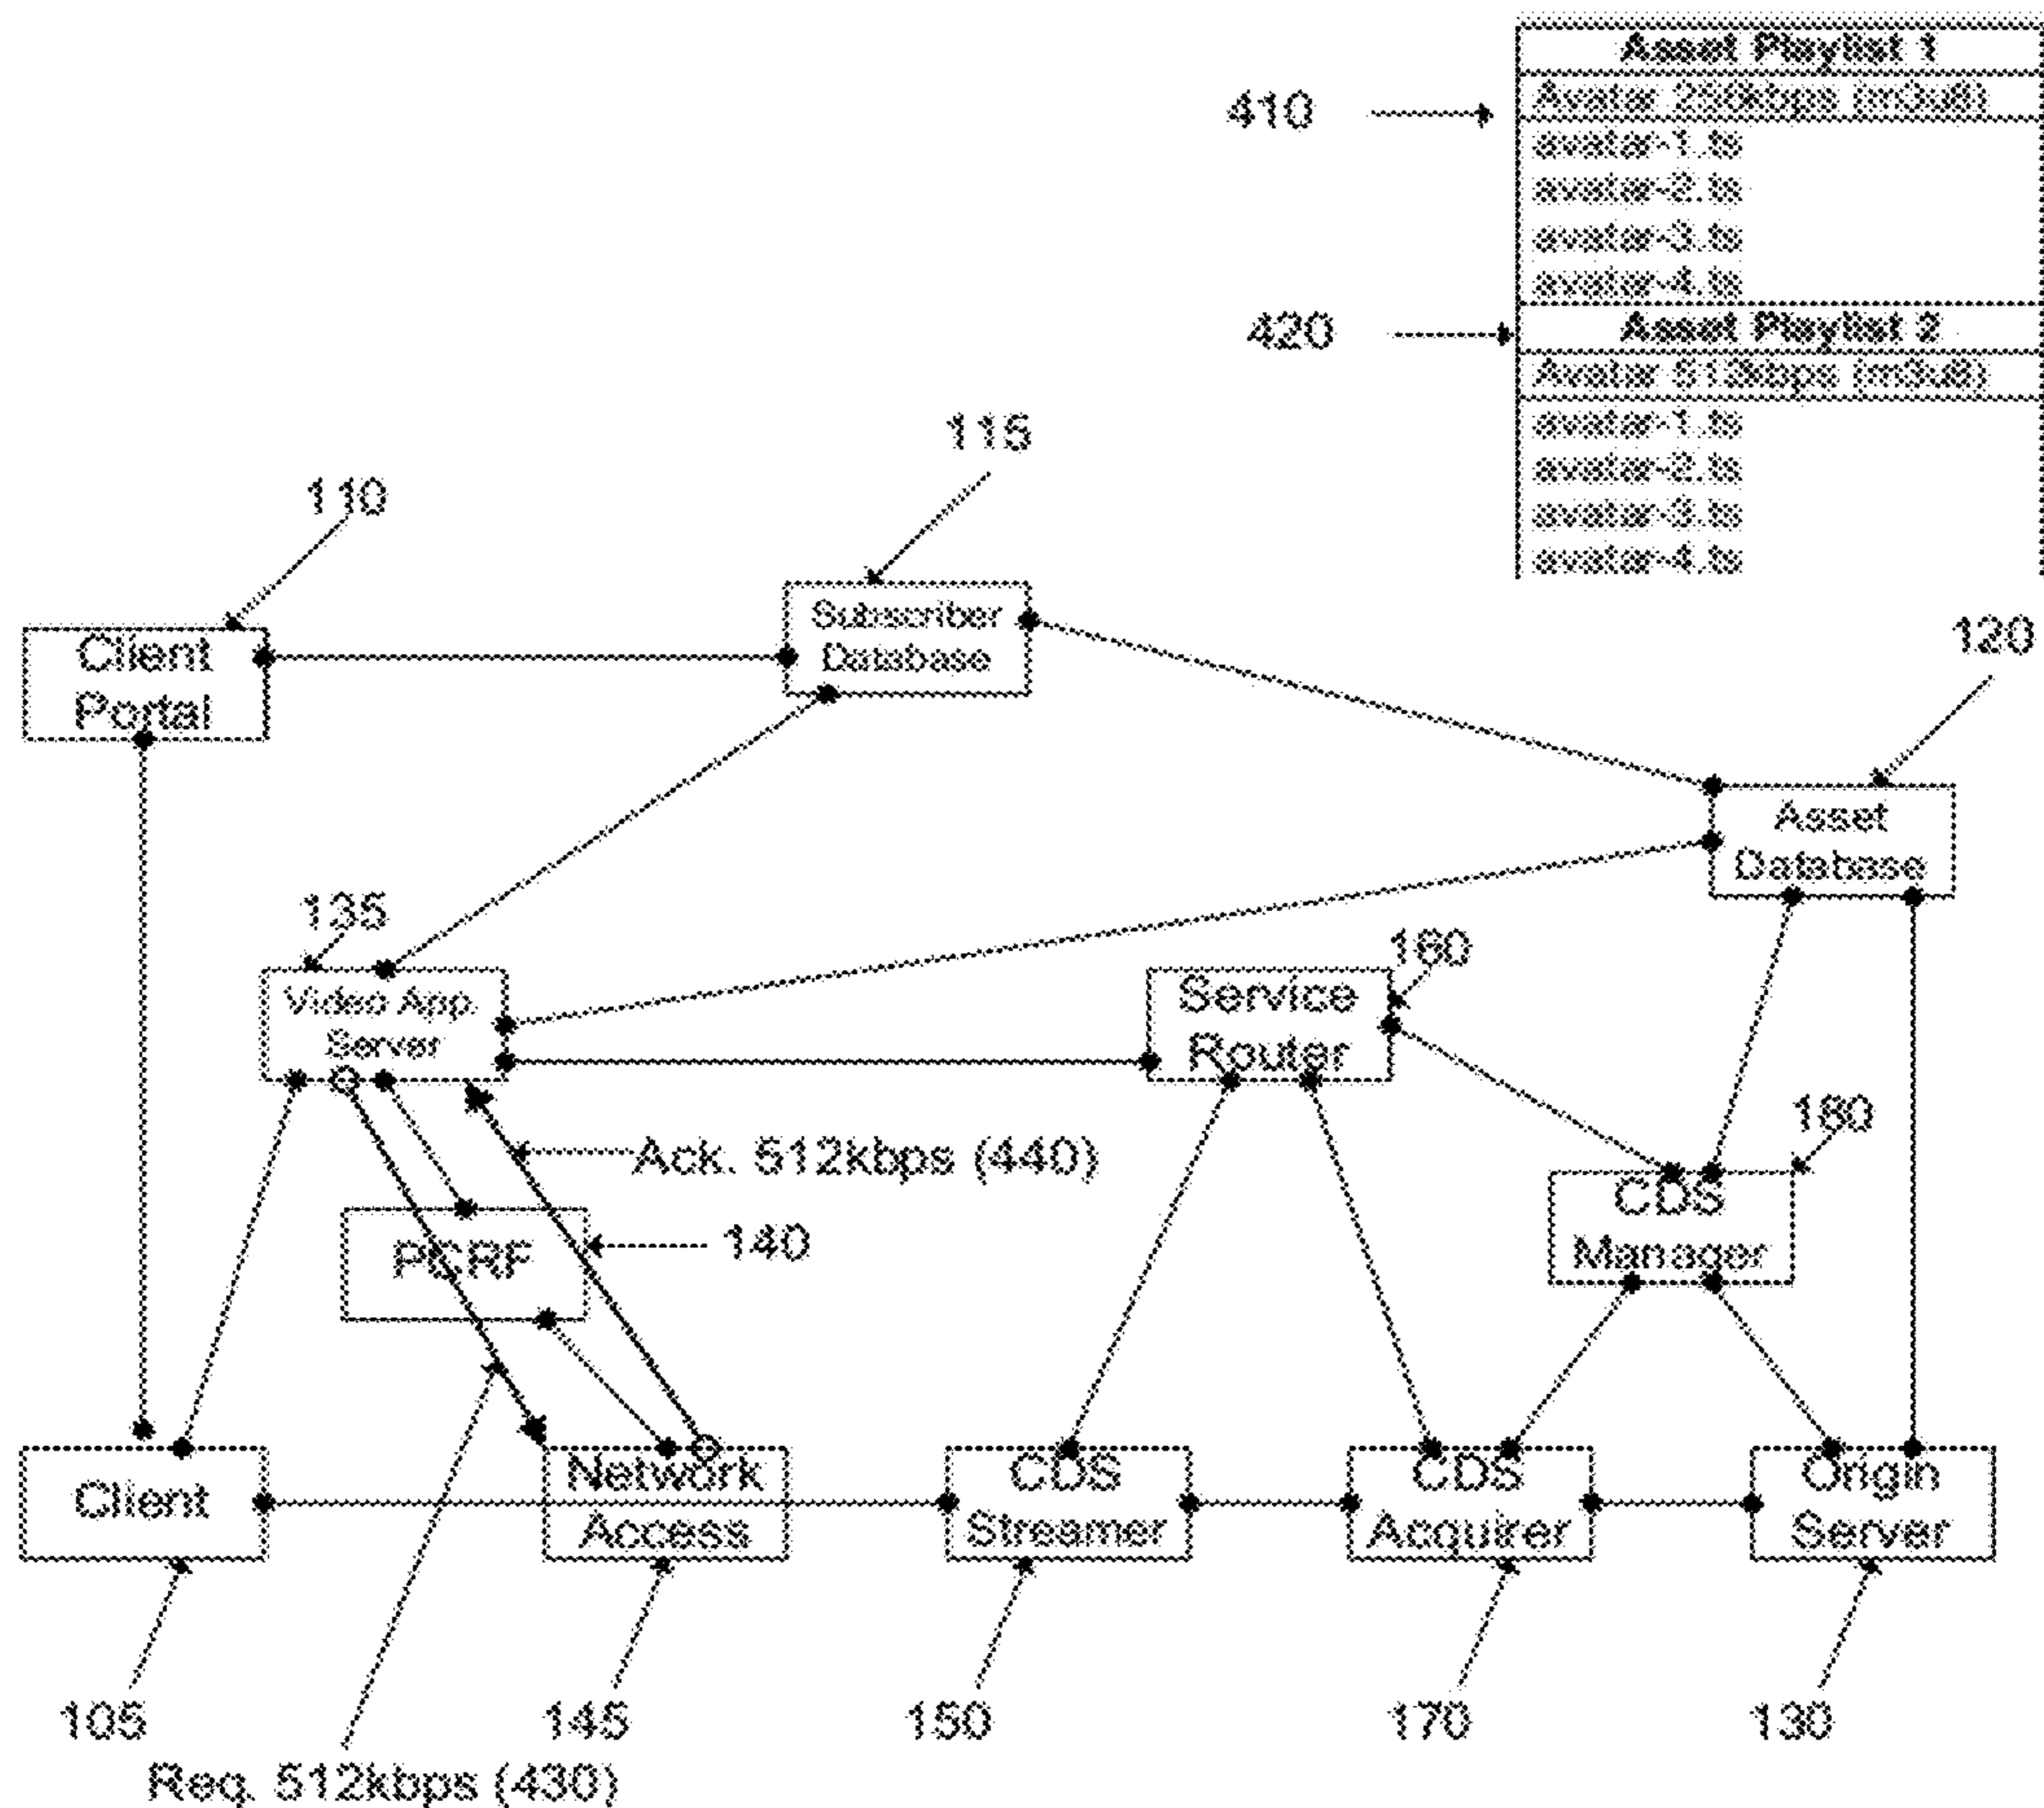 Asset Playlist 1
410
Avatar 250kbps (m3u8)
avatar-1.ts
avatar-2.ts
avatar-3.ts
avatar-4.ts
420
Asset Playlist 2
Avatar 512kbps (m3u8)
avatar-1.ts
avatar-2.ts
avatar-3.ts
avatar-4.ts
115
110
Subscriber
Database
120
Client
Portal
Asset
Database
135
160
Video App.
Server
Service
Router
180
Ack. 512kbps (440)
CDS
Manager
PCRF
140
Client
Network
Access
CDS
Streamer
CDS
Acquirer
Origin
Server
105
145
150
170
130
Req. 512kbps (430)